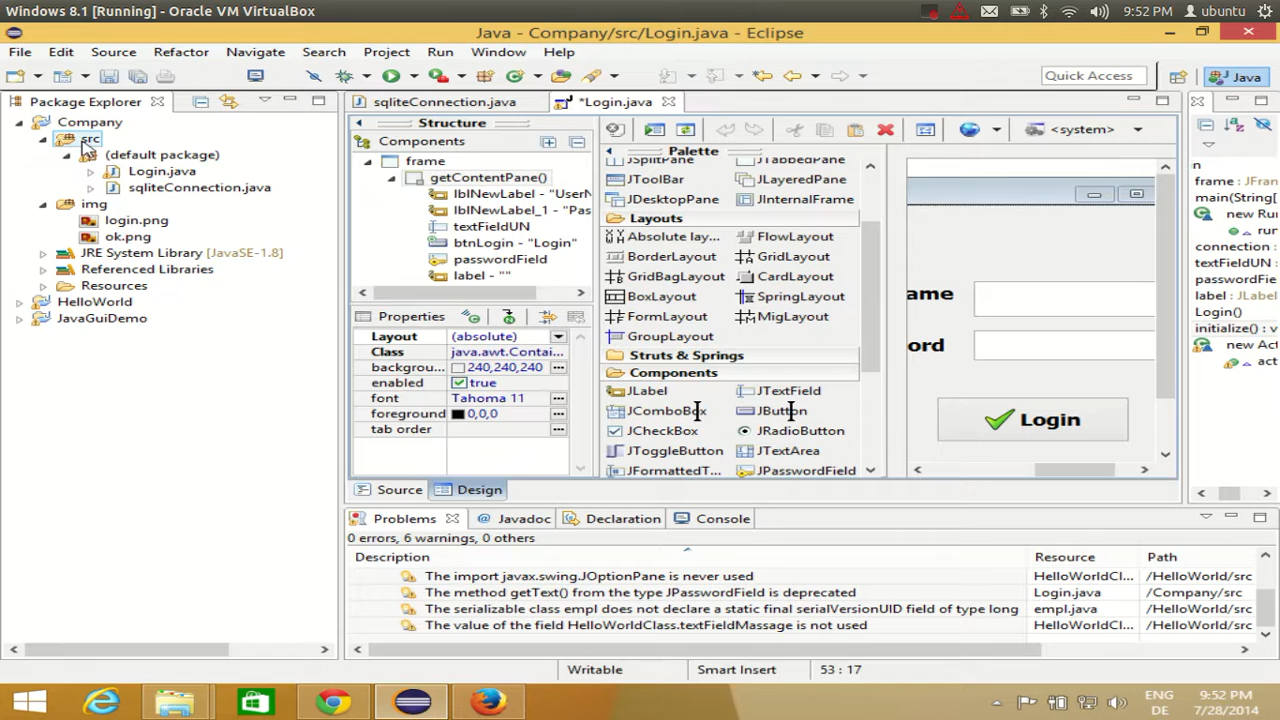 Windows 8.1 [Running] - Oracle VM VirtualBox
9:52 PM
ubuntu
Java - Company/src/Login.java - Eclipse
File Edit Source Refactor Navigate Search Project Run Window Help
Quick Access
Java
Package Explorer
Company
src
(default package)
Login.java
sqliteConnection.java
img
login.png
ok.png
JRE System Library [JavaSE-1.8]
Referenced Libraries
Resources
HelloWorld
JavaGuiDemo
sqliteConnection.java
*Login.java
Structure
Components
frame
getContentPane()
lblNewLabel - "UserN
lblNewLabel_1 - "Pas
textFieldUN
btnLogin - "Login"
passwordField
label - ""
Properties
Layout (absolute)
Class java.awt.Contai...
backgrou... 240,240,240
enabled true
font Tahoma 11
foreground 0,0,0
tab order
Palette
JSplitPane JTabbedPane
JToolBar JLayeredPane
JDesktopPane JInternalFrame
Layouts
Absolute lay... FlowLayout
BorderLayout GridLayout
GridBagLayout CardLayout
BoxLayout SpringLayout
FormLayout MigLayout
GroupLayout
Struts & Springs
Components
JLabel JTextField
JComboBox JButton
JCheckBox JRadioButton
JToggleButton JTextArea
JFormattedT... JPasswordField
<system>
ame
ord
Login
n
frame : JFran
main(String[
new Rur
run
connection :
textFieldUN
passwordFie
label : JLabe
Login()
initialize() : v
new Act
act
Source Design
Problems Javadoc Declaration Console
0 errors, 6 warnings, 0 others
Description Resource Path
The import javax.swing.JOptionPane is never used HelloWorldCl... /HelloWorld/src
The method getText() from the type JPasswordField is deprecated Login.java /Company/src
The serializable class empl does not declare a static final serialVersionUID field of type long empl.java /HelloWorld/src
The value of the field HelloWorldClass.textFieldMassage is not used HelloWorldCl... /HelloWorld/src
Writable Smart Insert 53 : 17
ENG
DE
9:52 PM
7/28/2014